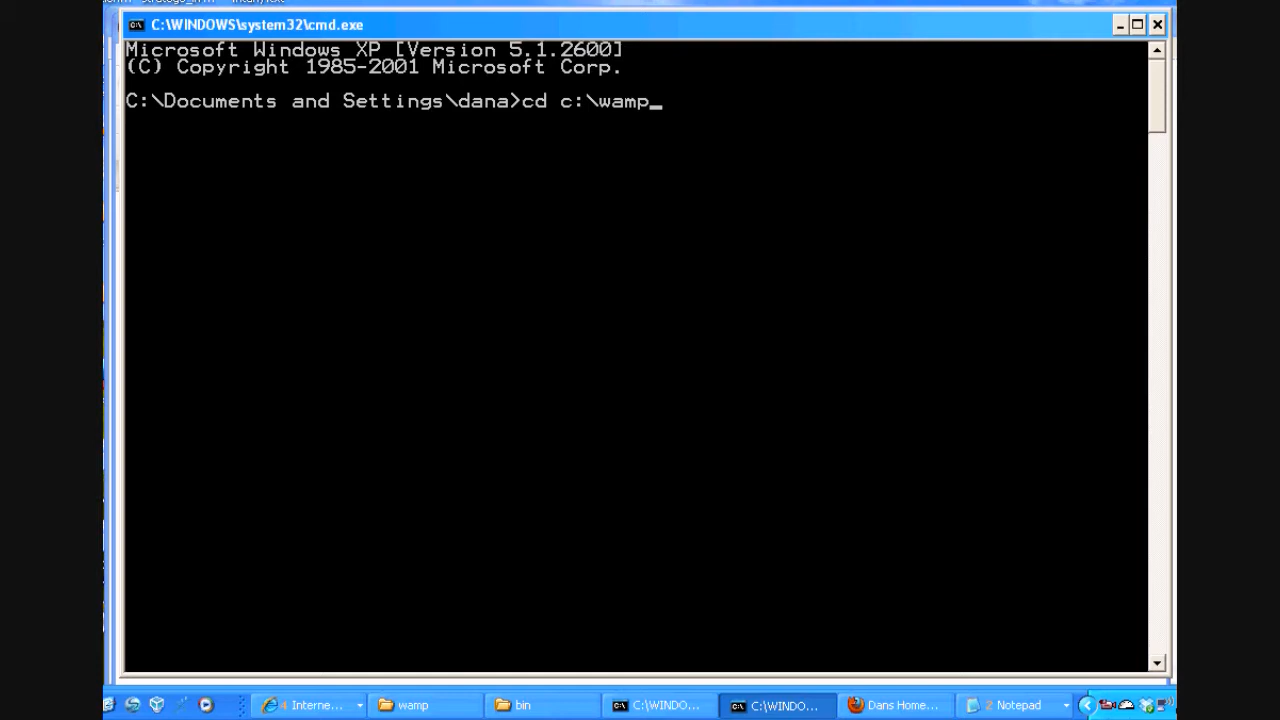 C:\WINDOWS\system32\cmd.exe
Microsoft Windows XP [Version 5.1.2600]
(C) Copyright 1985-2001 Microsoft Corp.
C:\Documents and Settings\dana>cd c:\wamp_
4 Interne...
wamp
bin
C:\WINDO...
C:\WINDO...
Dans Home...
2 Notepad